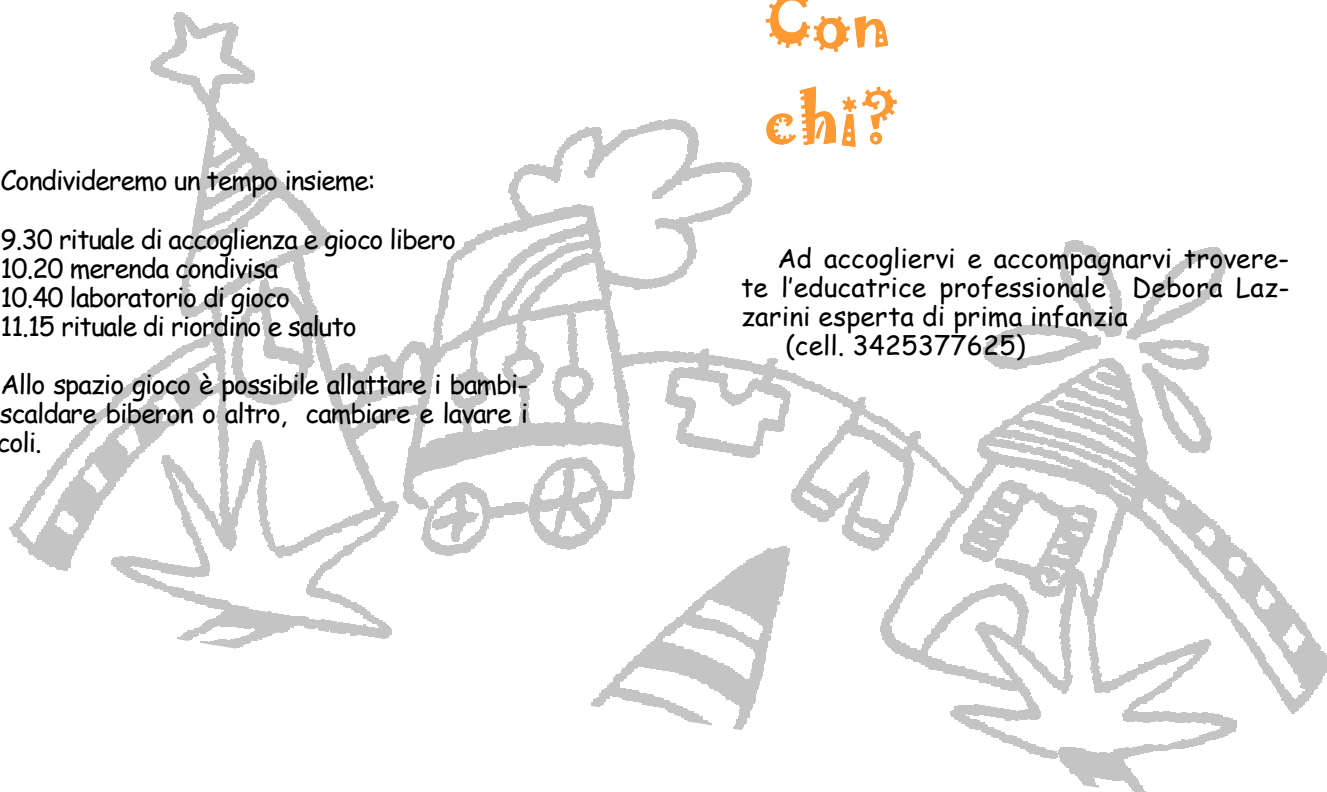 Condivideremo un tempo insieme:
9.30 rituale di accoglienza e gioco libero
10.20 merenda condivisa
10.40 laboratorio di gioco
11.15 rituale di riordino e saluto
Allo spazio gioco è possibile allattare i bambi-
scaldare biberon o altro, cambiare e lavare i
coli.
Con
chi?
Ad accogliervi e accompagnarvi trovere-
te l'educatrice professionale Debora Laz-
zarini esperta di prima infanzia
(cell. 3425377625)